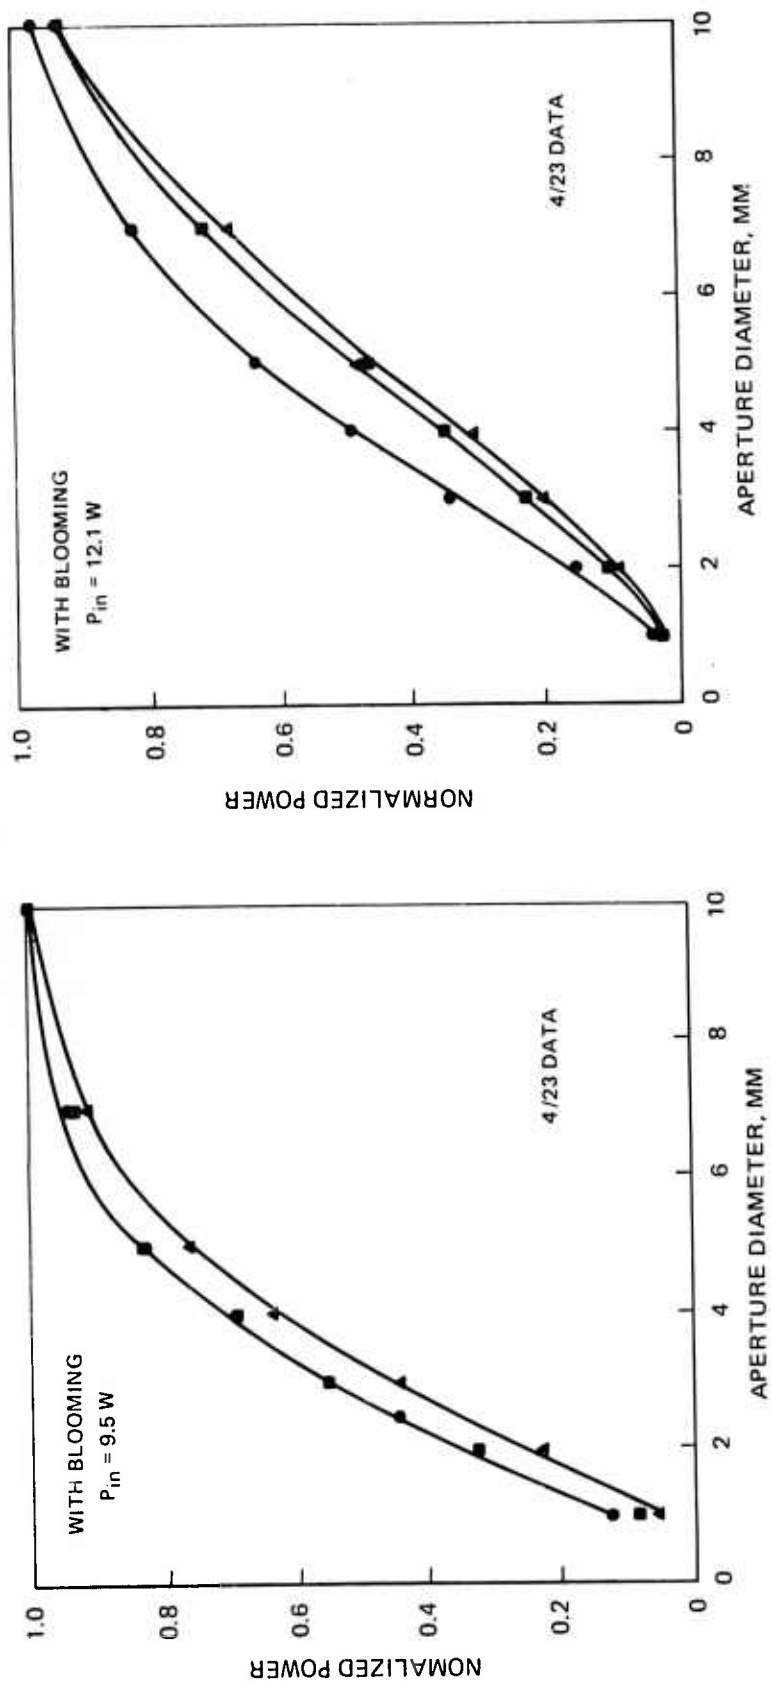 WITH BLOOMING
Pin = 9.5 W
4/23 DATA
1.0
0.8
0.6
0.4
0.2
0
NOMALIZED POWER
0
2
4
6
8
10
APERTURE DIAMETER, MM
WITH BLOOMING
Pin = 12.1 W
4/23 DATA
1.0
0.8
0.6
0.4
0.2
0
NORMALIZED POWER
0
2
4
6
8
10
APERTURE DIAMETER, MM